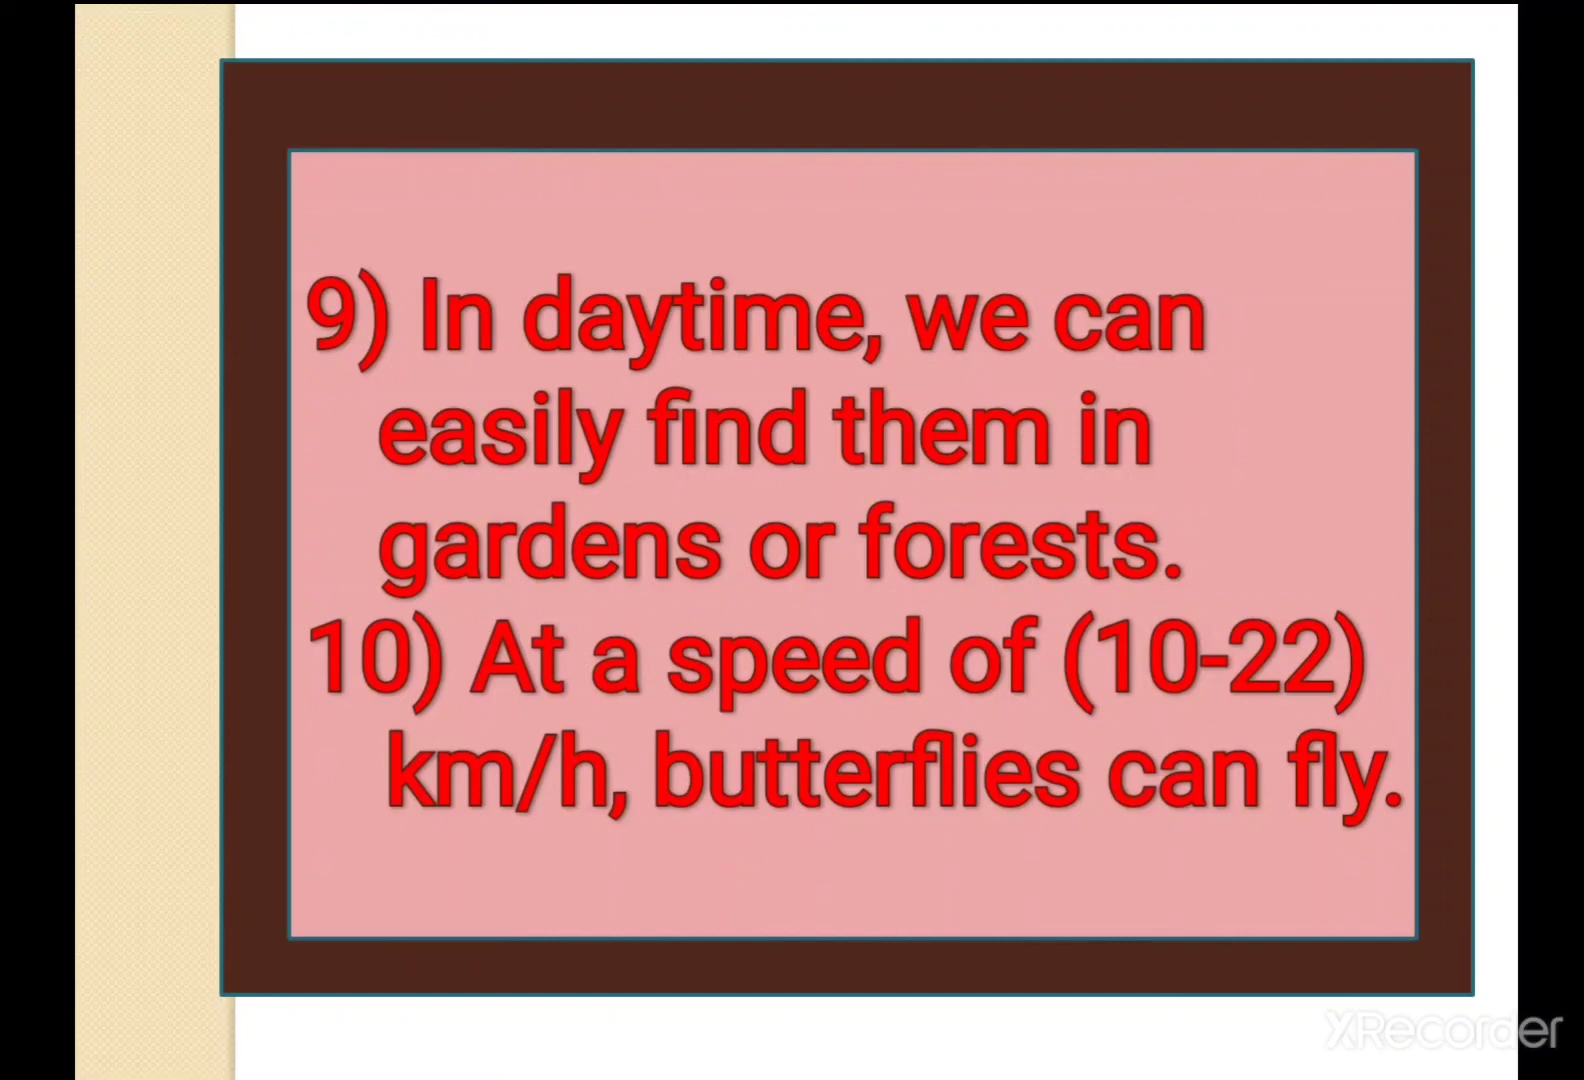 9) In daytime, we can
easily find them in
gardens or forests.
10) At a speed of (10-22)
km/h, butterflies can fly.
XRecorder